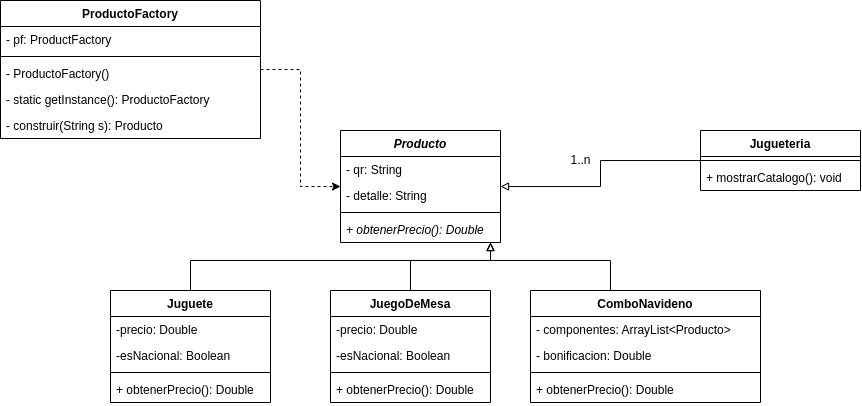 ProductoFactory
- pf: ProductFactory
- ProductoFactory()
- static getInstance(): ProductoFactory
- construir(String s): Producto
Producto
- qr: String
- detalle: String
+ obtenerPrecio(): Double
1..n
Jugueteria
+ mostrarCatalogo(): void
Juguete
-precio: Double
-esNacional: Boolean
+ obtenerPrecio(): Double
JuegoDeMesa
-precio: Double
-esNacional: Boolean
+ obtenerPrecio(): Double
ComboNavideno
- componentes: ArrayList<Producto>
- bonificacion: Double
+ obtenerPrecio(): Double